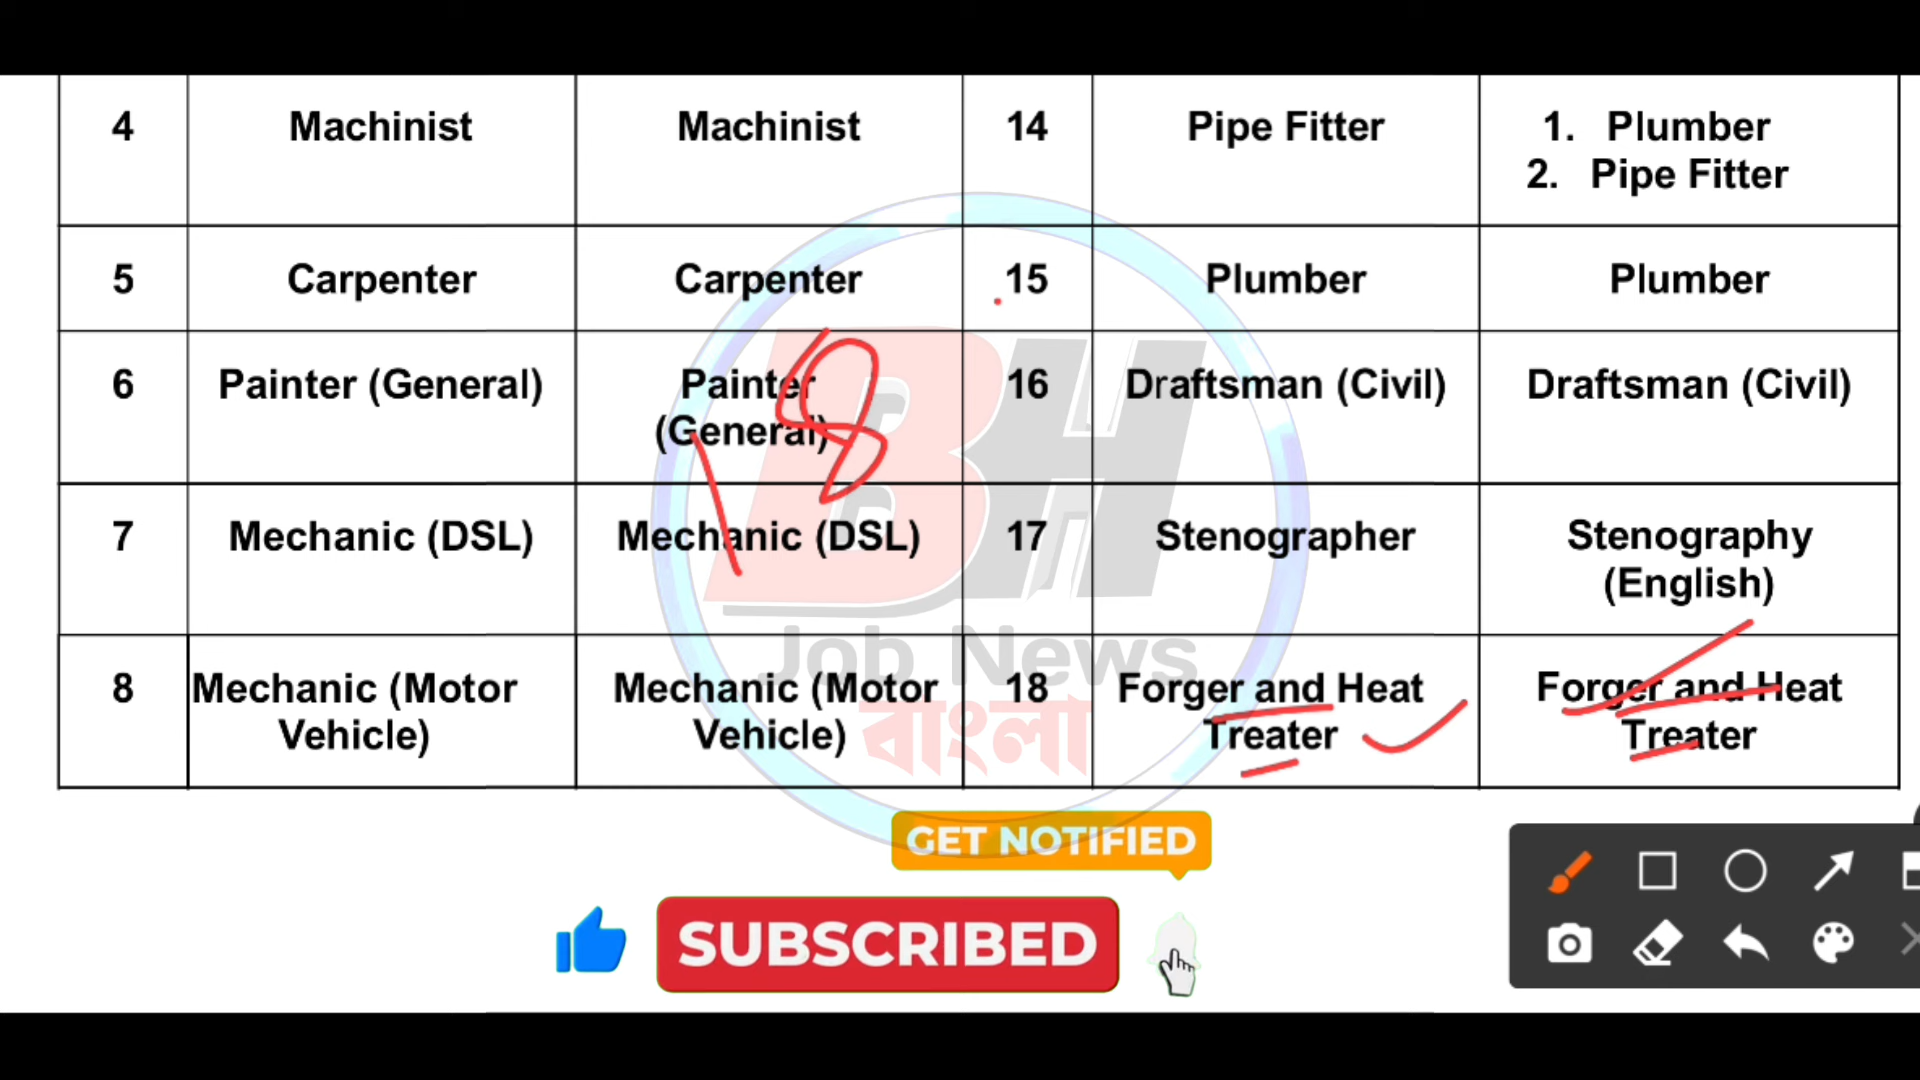 4 Machinist Machinist 14 Pipe Fitter 1. Plumber
2. Pipe Fitter
5 Carpenter Carpenter 15 Plumber Plumber
6 Painter (General) Painter 16 Draftsman (Civil) Draftsman (Civil)
(General)
18
7 Mechanic (DSL) Mechanic (DSL) 17 Stenographer Stenography
(English)
8 Mechanic (Motor Mechanic (Motor 18 Forger and Heat Forger and Heat
Vehicle) Vehicle) Treater Treater
BH
Job News
বাংলা
GET NOTIFIED
SUBSCRIBED